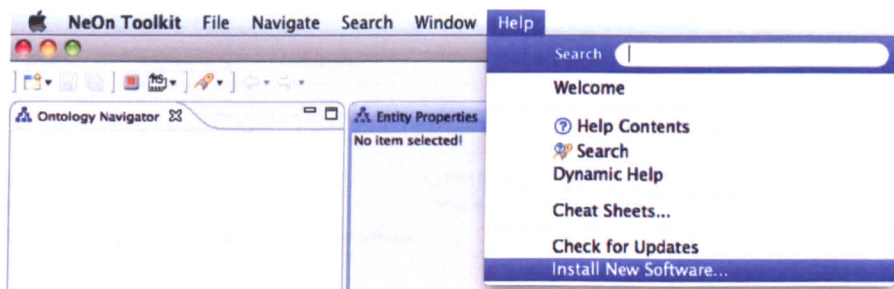 NeOn Toolkit File Navigate Search Window Help
Search
Welcome
Ontology Navigator
Entity Properties
No item selected!
Help Contents
Search
Dynamic Help
Cheat Sheets...
Check for Updates
Install New Software...